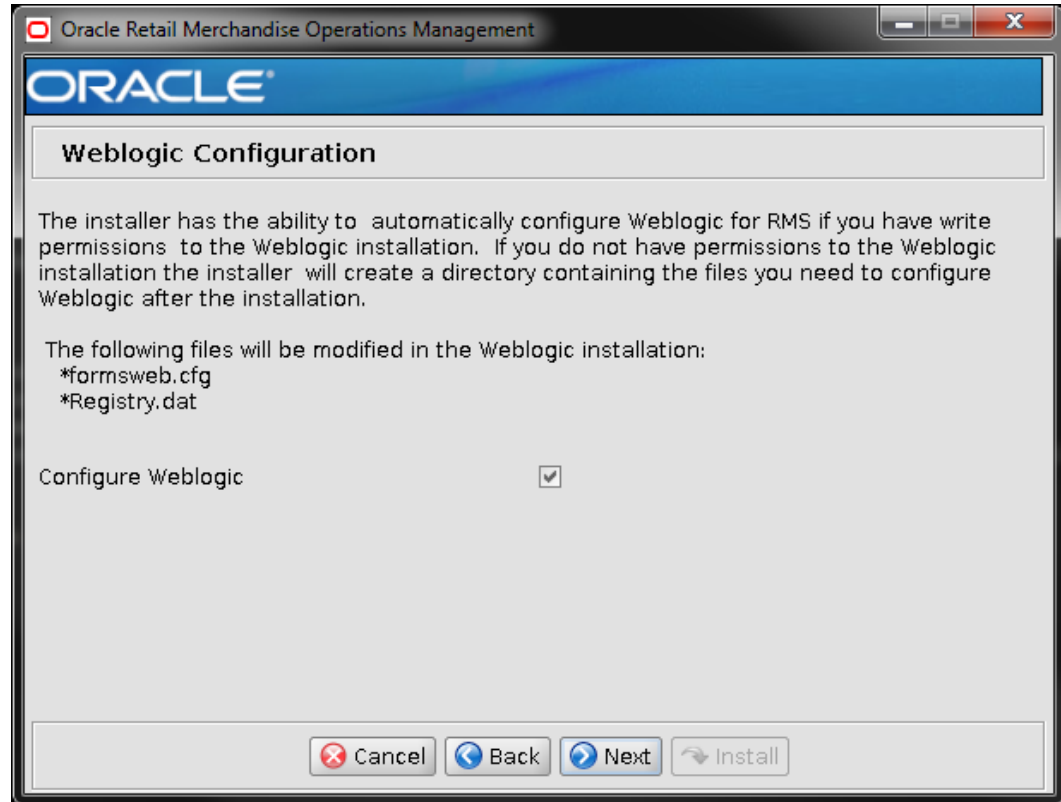 Oracle Retail Merchandise Operations Management
ORACLE
Weblogic Configuration
The installer has the ability to  automatically configure Weblogic for RMS if you have write
permissions  to the Weblogic installation.  If you do not have permissions to the Weblogic
installation the installer  will create a directory containing the files you need to configure
Weblogic after the installation.
The following files will be modified in the Weblogic installation:
*formsweb.cfg
*Registry.dat
Configure Weblogic
Cancel Back Next Install